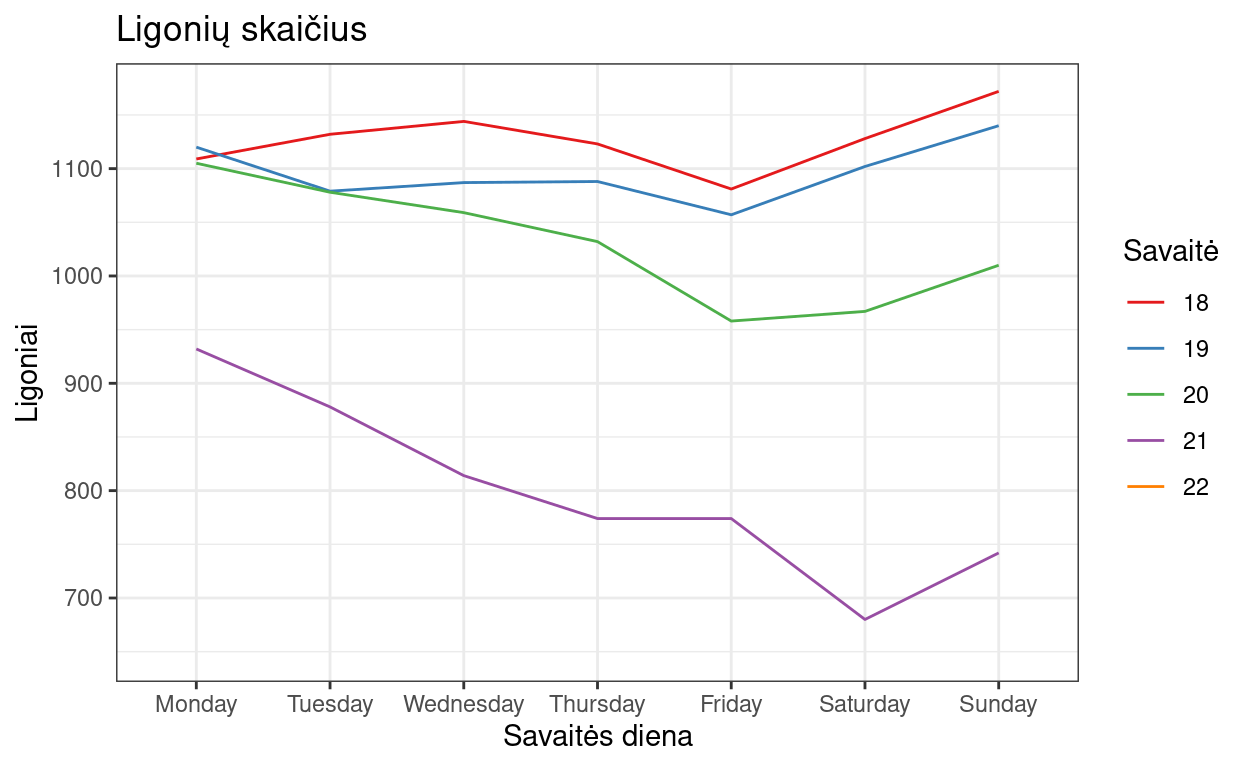 Ligonių skaičius
Ligoniai
1100
1000
900
800
700
Monday Tuesday Wednesday Thursday Friday Saturday Sunday
Savaitės diena
Savaitė
18
19
20
21
22